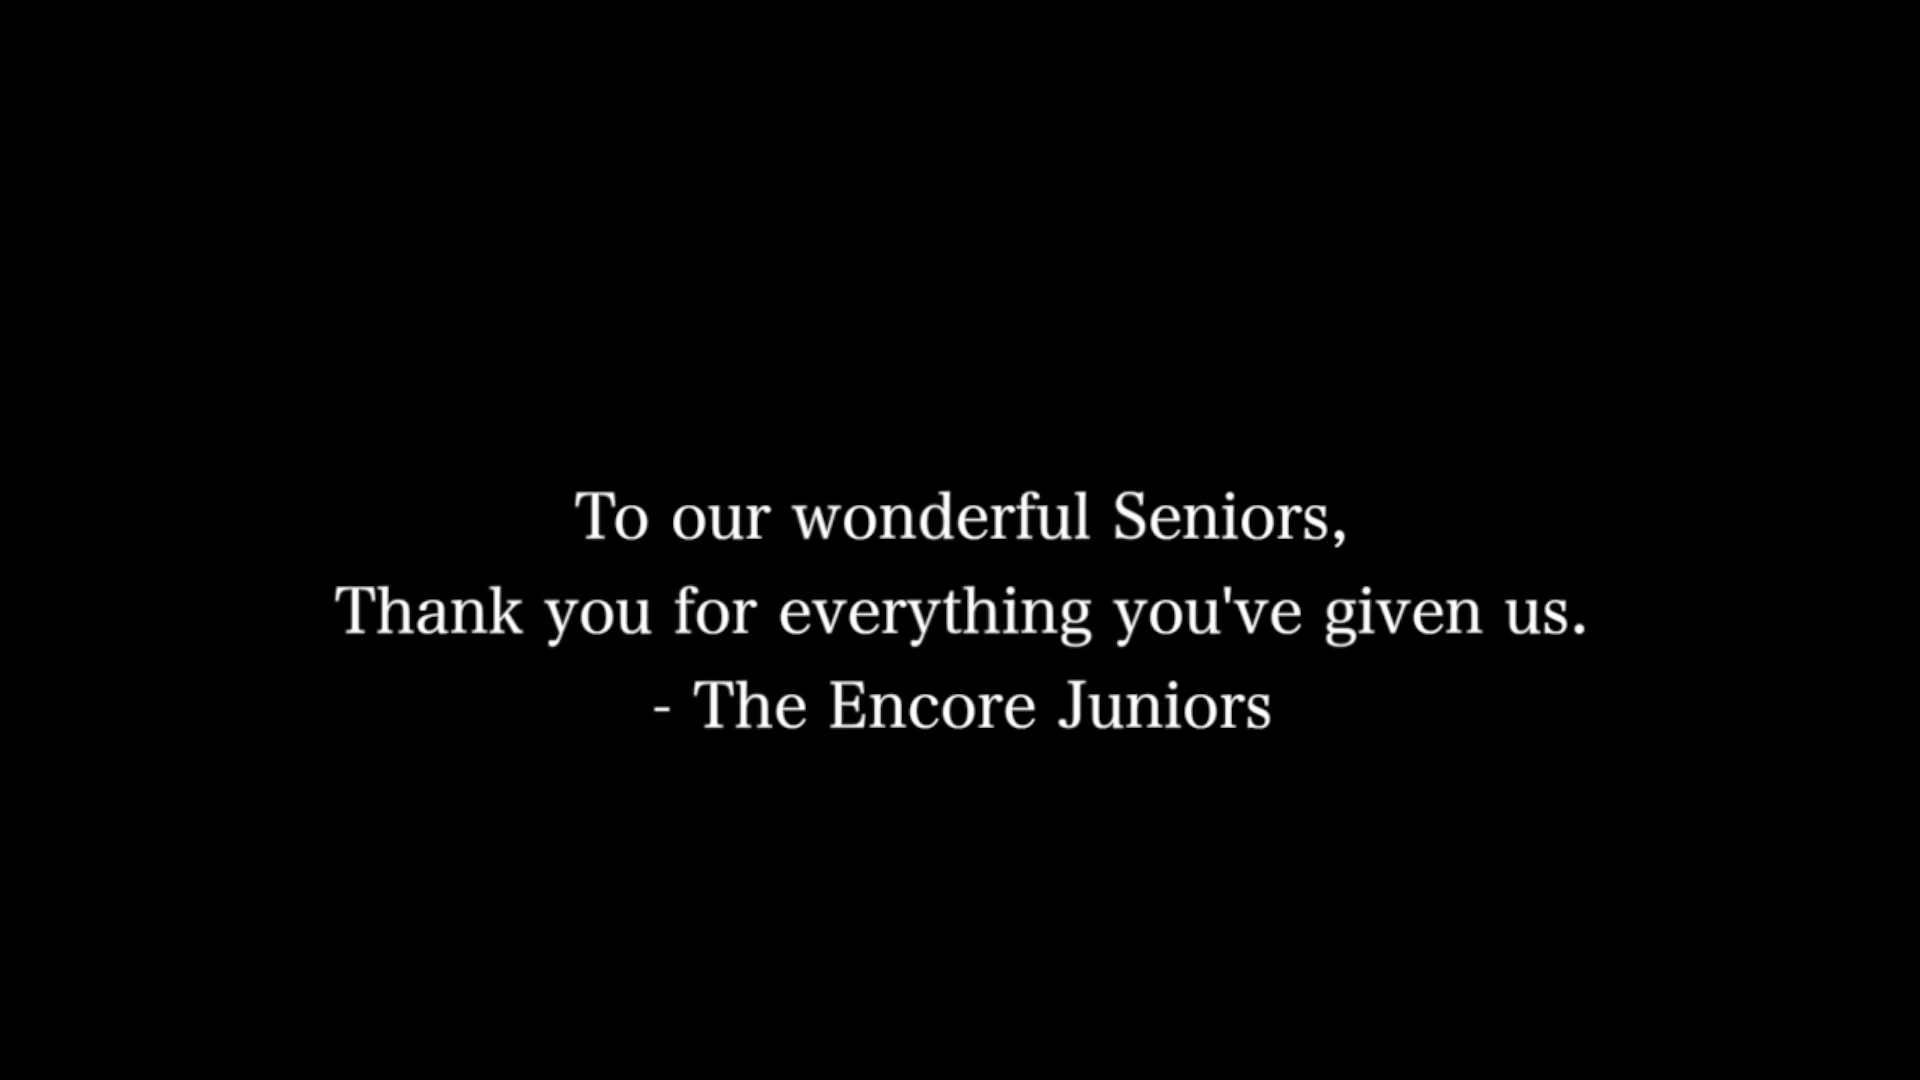 To our wonderful Seniors,
Thank you for everything you've given us.
- The Encore Juniors